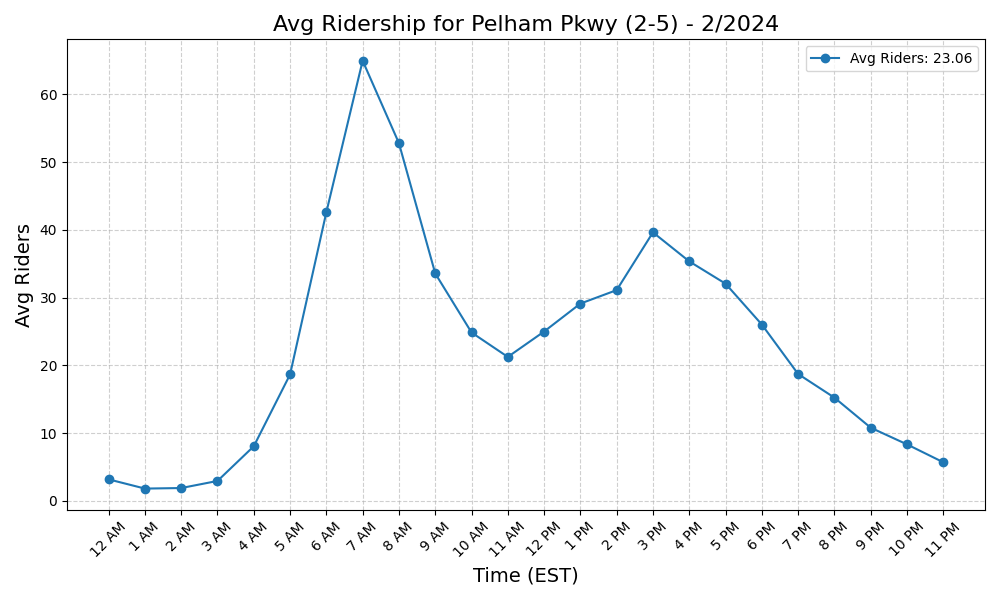 Avg Ridership for Pelham Pkwy (2-5) - 2/2024
Avg Riders: 23.06
Avg Riders
60
50
40
30
20
10
0
12 AM 1 AM 2 AM 3 AM 4 AM 5 AM 6 AM 7 AM 8 AM 9 AM 10 AM 11 AM 12 PM 1 PM 2 PM 3 PM 4 PM 5 PM 6 PM 7 PM 8 PM 9 PM 10 PM 11 PM
Time (EST)